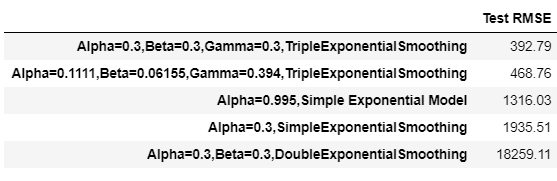 Test RMSE
Alpha=0.3,Beta=0.3,Gamma=0.3,TripleExponentialSmoothing 392.79
Alpha=0.1111,Beta=0.06155,Gamma=0.394,TripleExponentialSmoothing 468.76
Alpha=0.995,Simple Exponential Model 1316.03
Alpha=0.3,SimpleExponentialSmoothing 1935.51
Alpha=0.3,Beta=0.3,DoubleExponentialSmoothing 18259.11